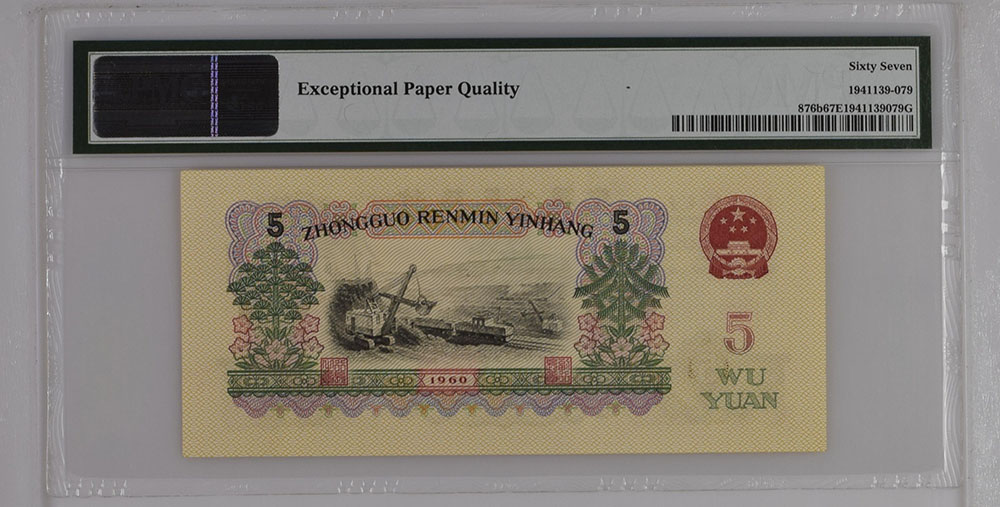 Exceptional Paper Quality
Sixty Seven
1941139-079
876b67E1941139079G
5 ZHONGGUO RENMIN YINHANG 5
5
1960
WU
YUAN